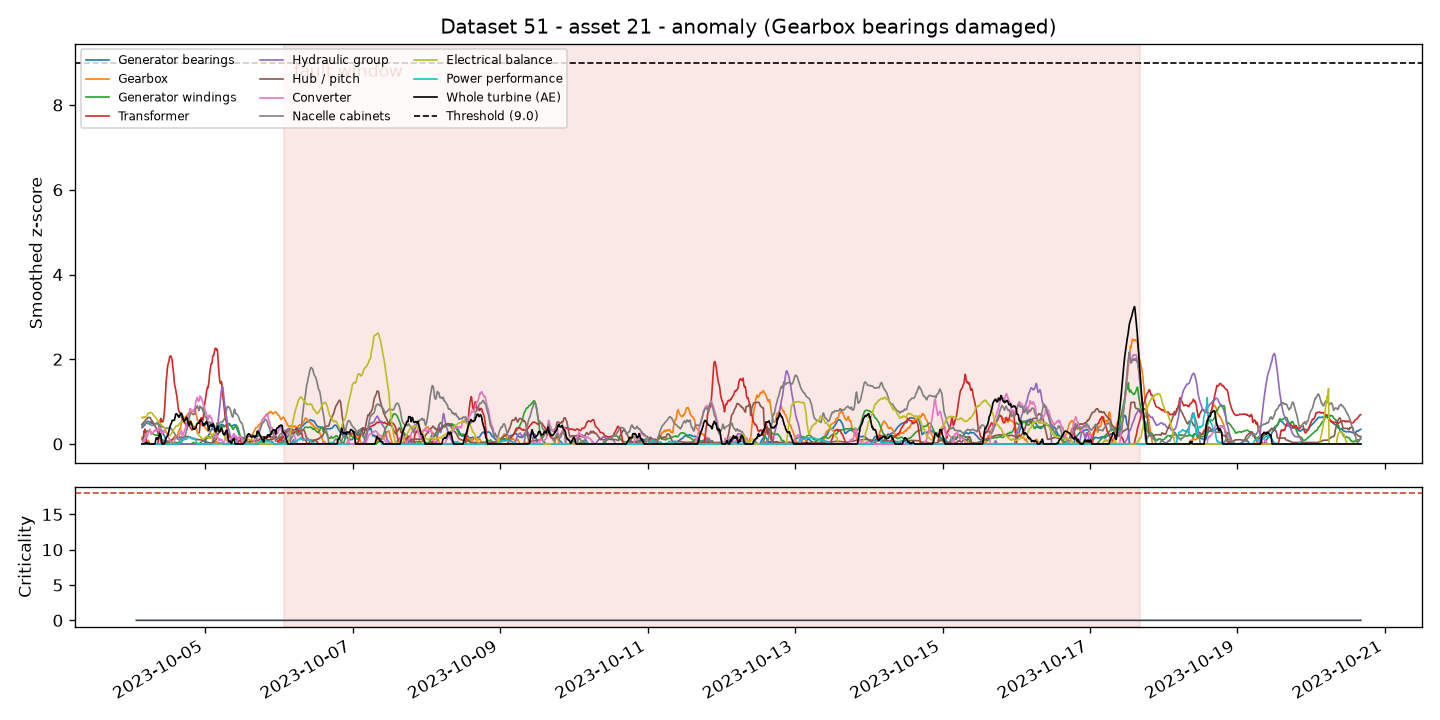 Dataset 51 - asset 21 - anomaly (Gearbox bearings damaged)
Generator bearings
Gearbox
Generator windings
Transformer
Hydraulic group
Hub / pitch
Converter
Nacelle cabinets
Electrical balance
Power performance
Whole turbine (AE)
Threshold (9.0)
fault window
Smoothed z-score
8
6
4
2
0
Criticality
15
10
5
0
2023-10-05
2023-10-07
2023-10-09
2023-10-11
2023-10-13
2023-10-15
2023-10-17
2023-10-19
2023-10-21